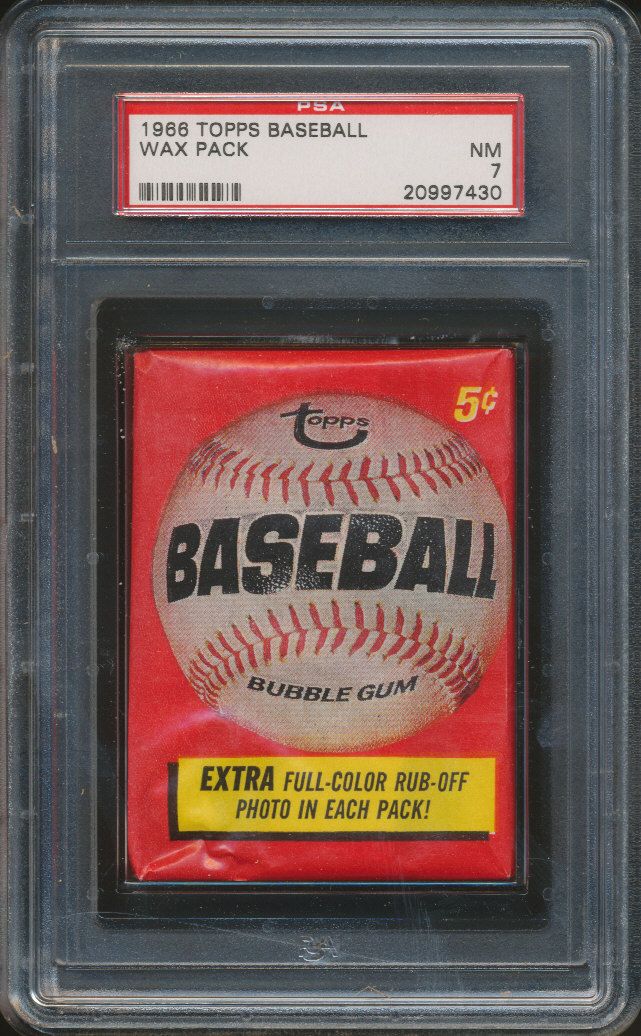 PSA
1966 TOPPS BASEBALL
WAX PACK
NM
7
20997430
5¢
Topps
BASEBALL
BUBBLE GUM
EXTRA FULL-COLOR RUB-OFF
PHOTO IN EACH PACK!
PSA